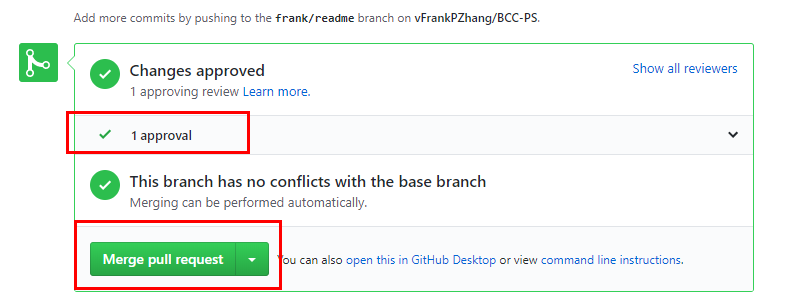 Add more commits by pushing to the frank/readme branch on vFrankPZhang/BCC-PS.
Changes approved
Show all reviewers
1 approving review Learn more.
1 approval
This branch has no conflicts with the base branch
Merging can be performed automatically.
Merge pull request
You can also open this in GitHub Desktop or view command line instructions.